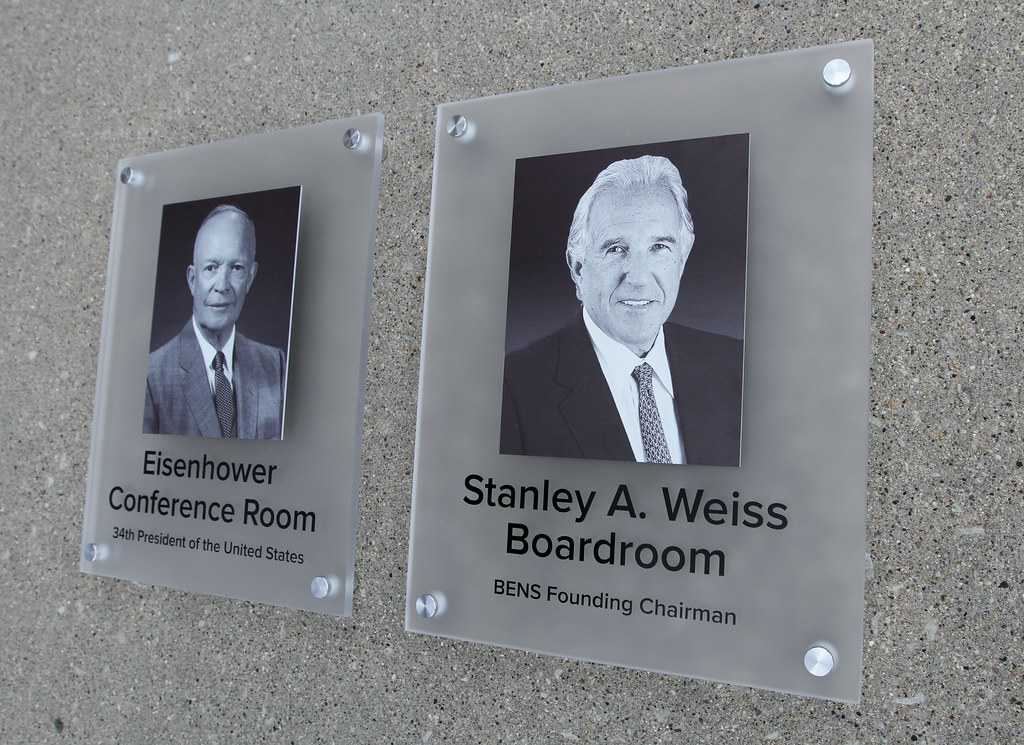 Eisenhower
Conference Room
34th President of the United States
Stanley A. Weiss
Boardroom
BENS Founding Chairman